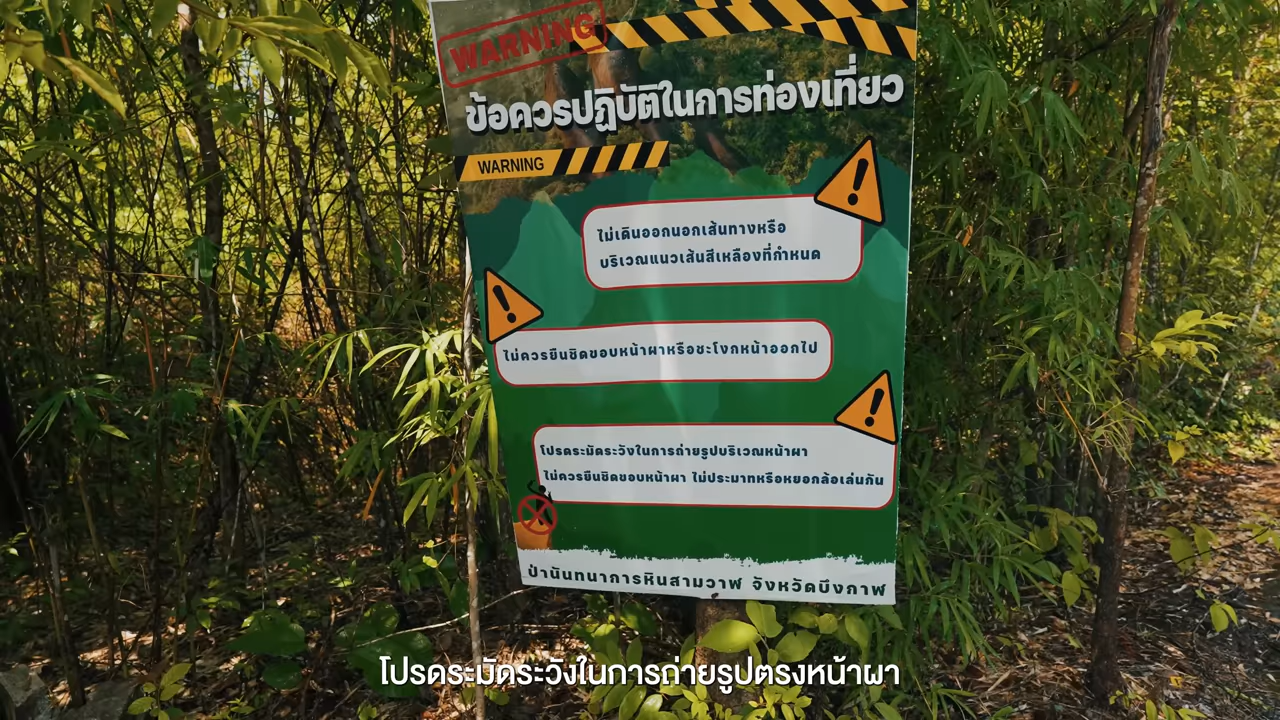 WARNING
ข้อควรปฏิบัติในการท่องเที่ยว
WARNING
ไม่เดินออกนอกเส้นทางหรือ
บริเวณแนวเส้นสีเหลืองที่กำหนด
ไม่ควรยืนชิดขอบหน้าผาหรือชะโงกหน้าออกไป
โปรดระมัดระวังในการถ่ายรูปบริเวณหน้าผา
ไม่ควรยืนชิดขอบหน้าผา ไม่ประมาทหรือหยอกล้อเล่นกัน
ป่านันทนาการหินสามวาฬ จังหวัดบึงกาฬ
โปรดระมัดระวังในการถ่ายรูปตรงหน้าผา